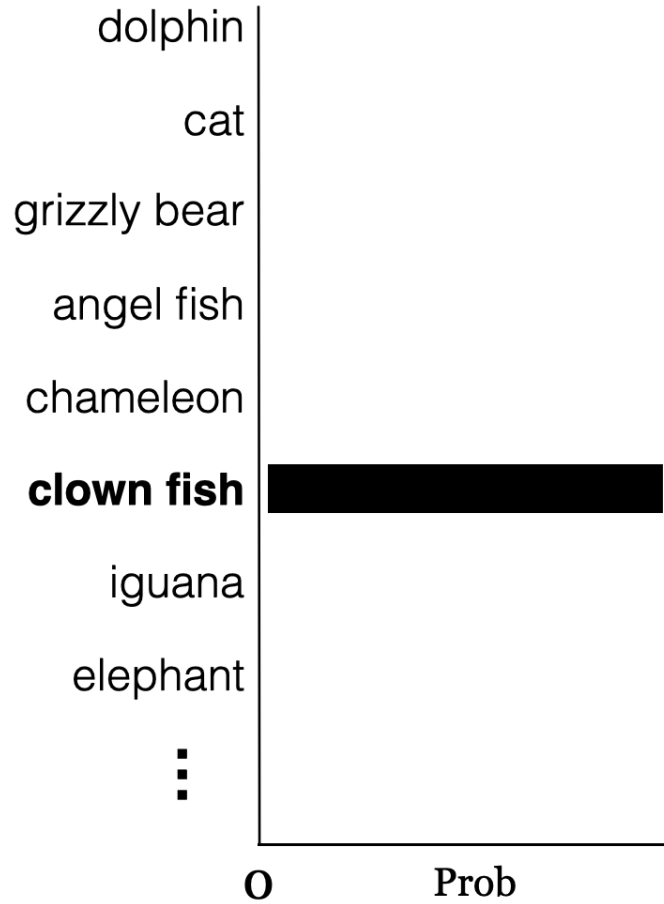 dolphin
cat
grizzly bear
angel fish
chameleon
clown fish
iguana
elephant
⋮
0 Prob